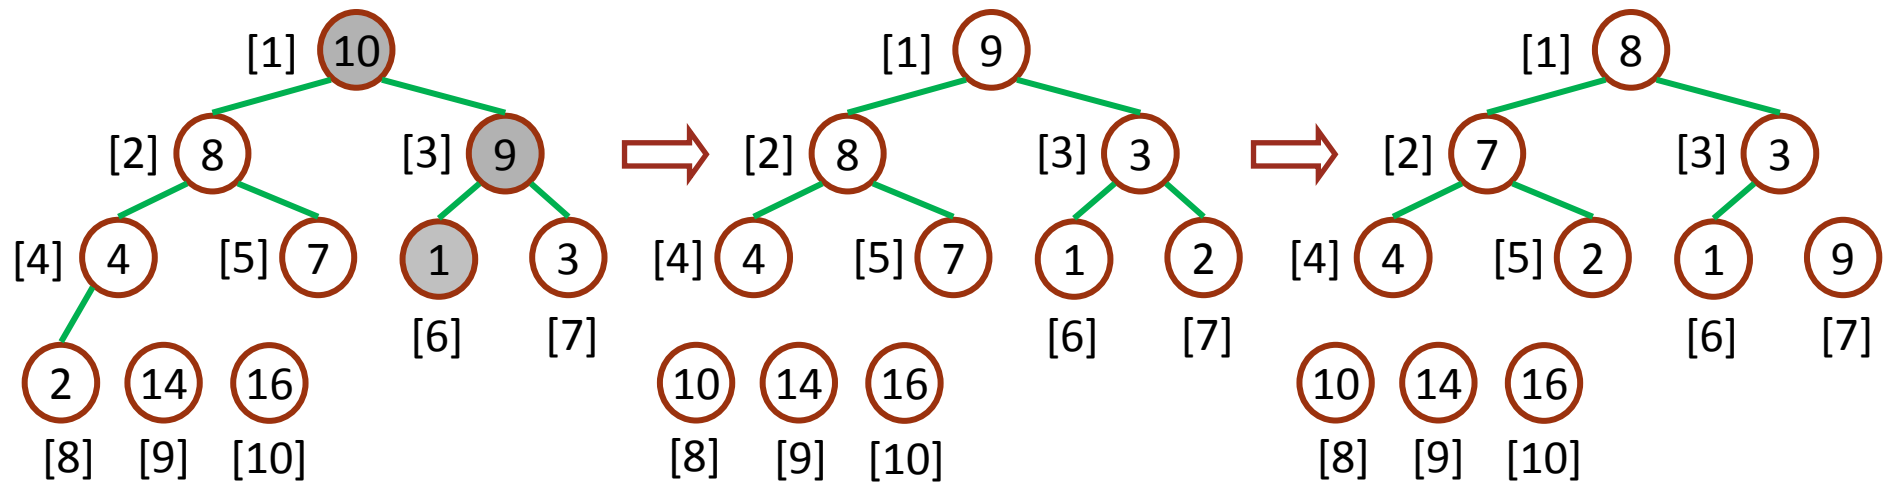 [1] 10 [1] 9 [1] 8
[2] 8 [3] 9 [2] 8 [3] 3 [2] 7 [3] 3
[4] 4 [5] 7 1 3 [4] 4 [5] 7 1 2 [4] 4 [5] 2 1 9
[6] [7] [6] [7] [6] [7]
2 14 16 10 14 16 10 14 16
[8] [9] [10] [8] [9] [10] [8] [9] [10]